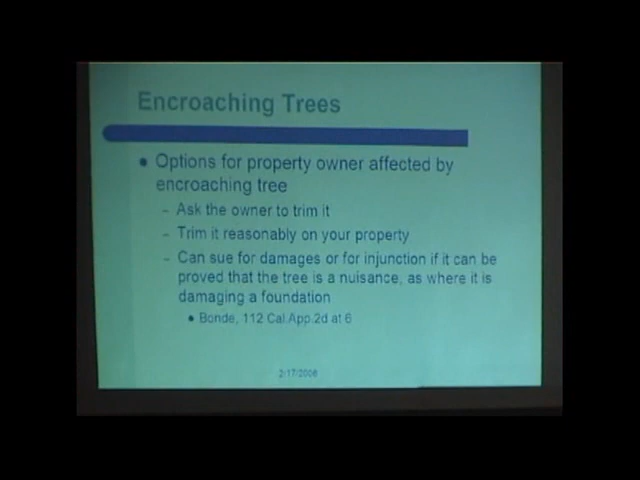 Encroaching Trees
• Options for property owner affected by
encroaching tree
– Ask the owner to trim it
– Trim it reasonably on your property
– Can sue for damages or for injunction if it can be
proved that the tree is a nuisance, as where it is
damaging a foundation
• Bonde, 112 Cal.App.2d at 6
2/17/2006